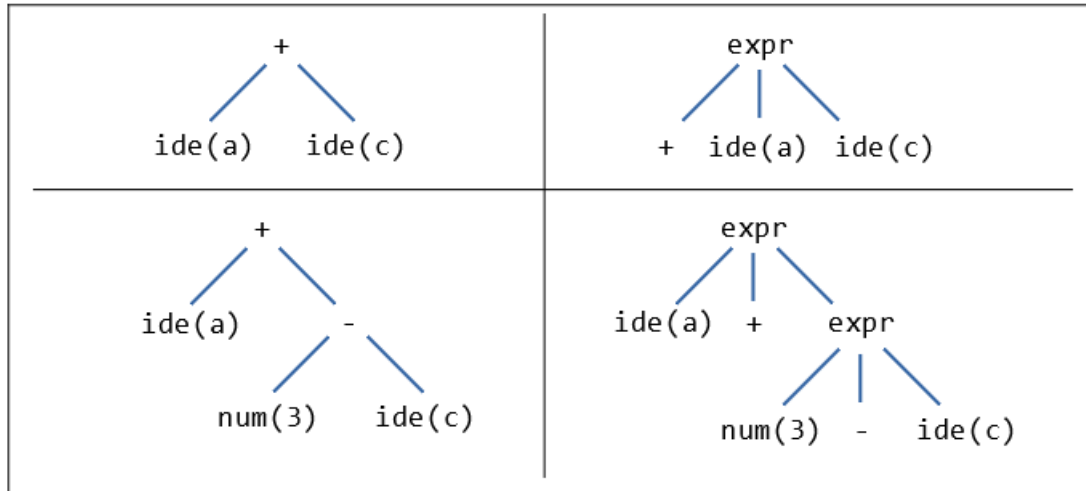 +
ide(a) ide(c)
expr
+ ide(a) ide(c)
+
ide(a) -
num(3) ide(c)
expr
ide(a) + expr
num(3) - ide(c)